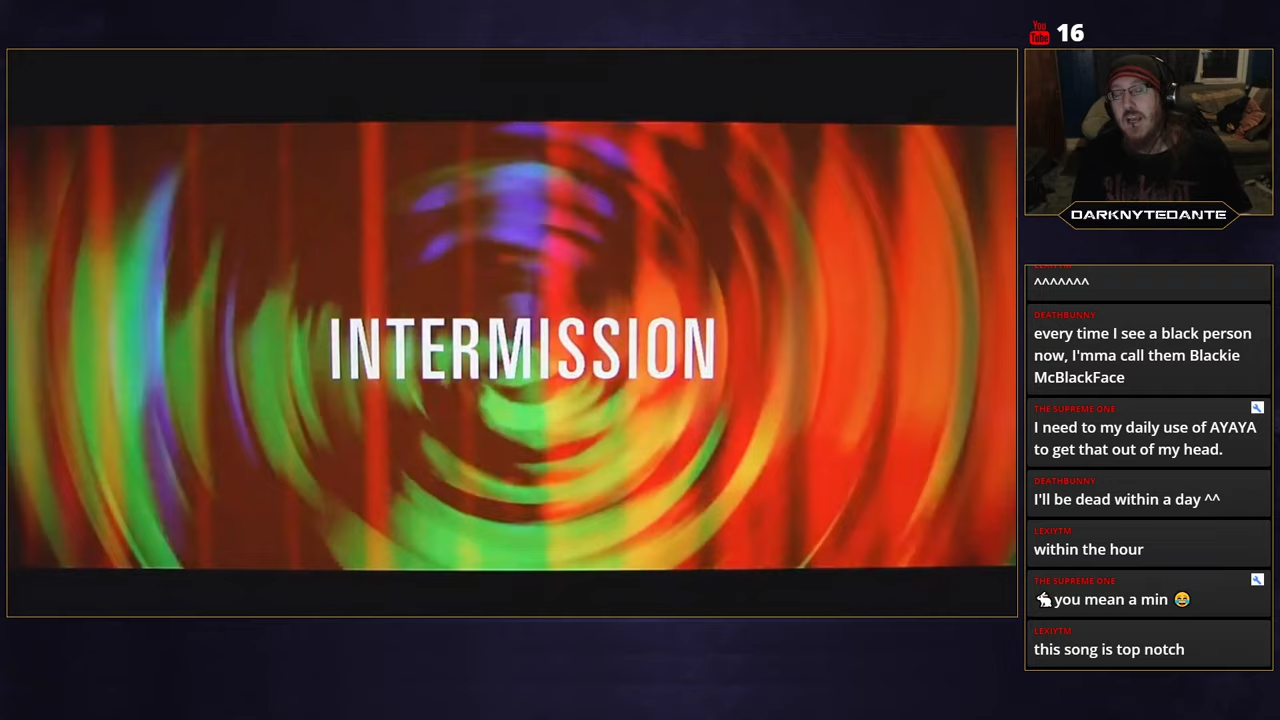 You
Tube
16
INTERMISSION
DARKNYTEDANTE
^^^^^^^
DEATHBUNNY
every time I see a black person
now, I'mma call them Blackie
McBlackFace
THE SUPREME ONE
I need to my daily use of AYAYA
to get that out of my head.
DEATHBUNNY
I'll be dead within a day ^^
LEXIYTM
within the hour
THE SUPREME ONE
🐇you mean a min 😂
LEXIYTM
this song is top notch